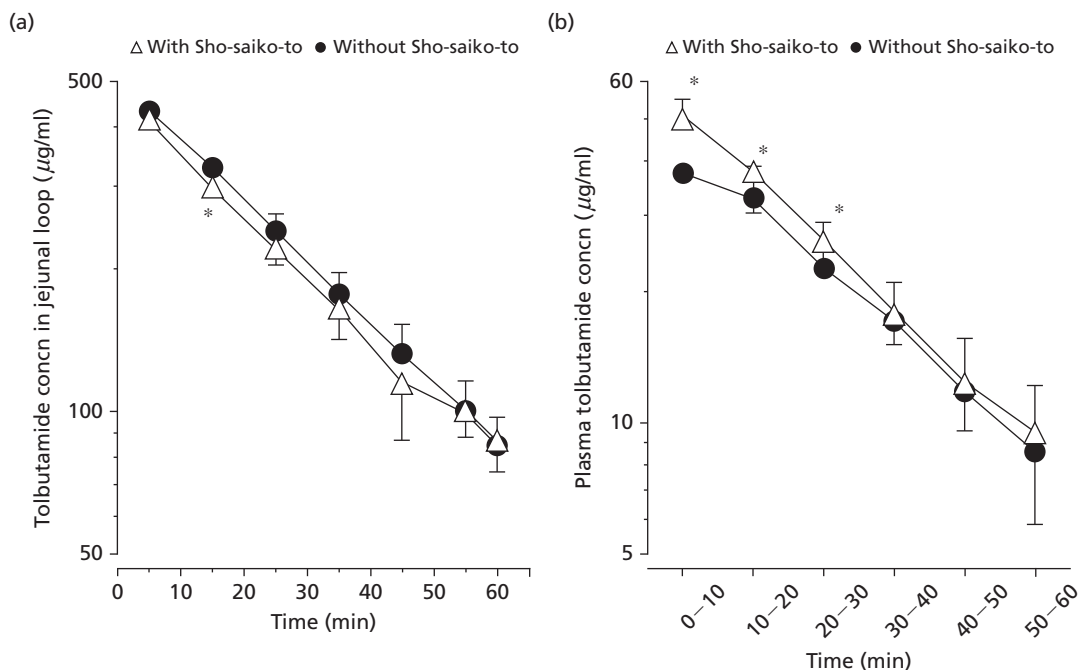 (a)
△ With Sho-saiko-to ● Without Sho-saiko-to
Tolbutamide concn in jejunal loop (μg/ml)
500
100
50
*
0 10 20 30 40 50 60
Time (min)
(b)
△ With Sho-saiko-to ● Without Sho-saiko-to
Plasma tolbutamide concn (μg/ml)
60
10
5
*
*
*
0–10 10–20 20–30 30–40 40–50 50–60
Time (min)